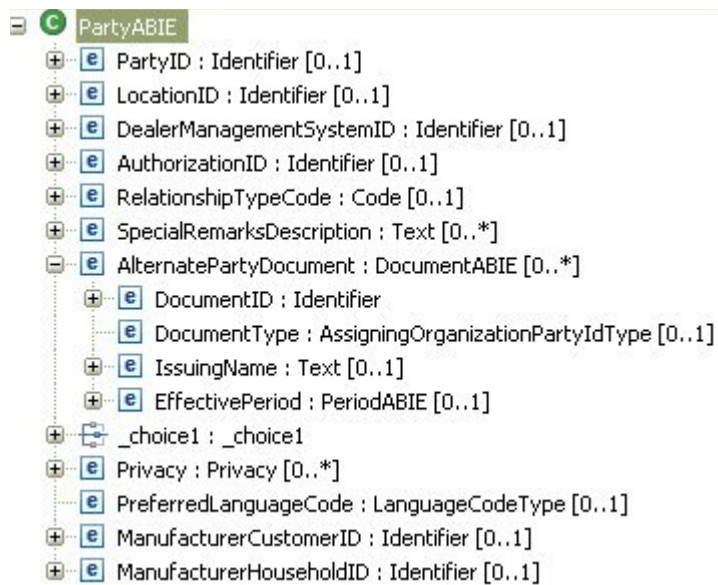 C PartyABIE
e PartyID : Identifier [0..1]
e LocationID : Identifier [0..1]
e DealerManagementSystemID : Identifier [0..1]
e AuthorizationID : Identifier [0..1]
e RelationshipTypeCode : Code [0..1]
e SpecialRemarksDescription : Text [0..*]
e AlternatePartyDocument : DocumentABIE [0..*]
e DocumentID : Identifier
e DocumentType : AssigningOrganizationPartyIdType [0..1]
e IssuingName : Text [0..1]
e EffectivePeriod : PeriodABIE [0..1]
_choice1 : _choice1
e Privacy : Privacy [0..*]
e PreferredLanguageCode : LanguageCodeType [0..1]
e ManufacturerCustomerID : Identifier [0..1]
e ManufacturerHouseholdID : Identifier [0..1]